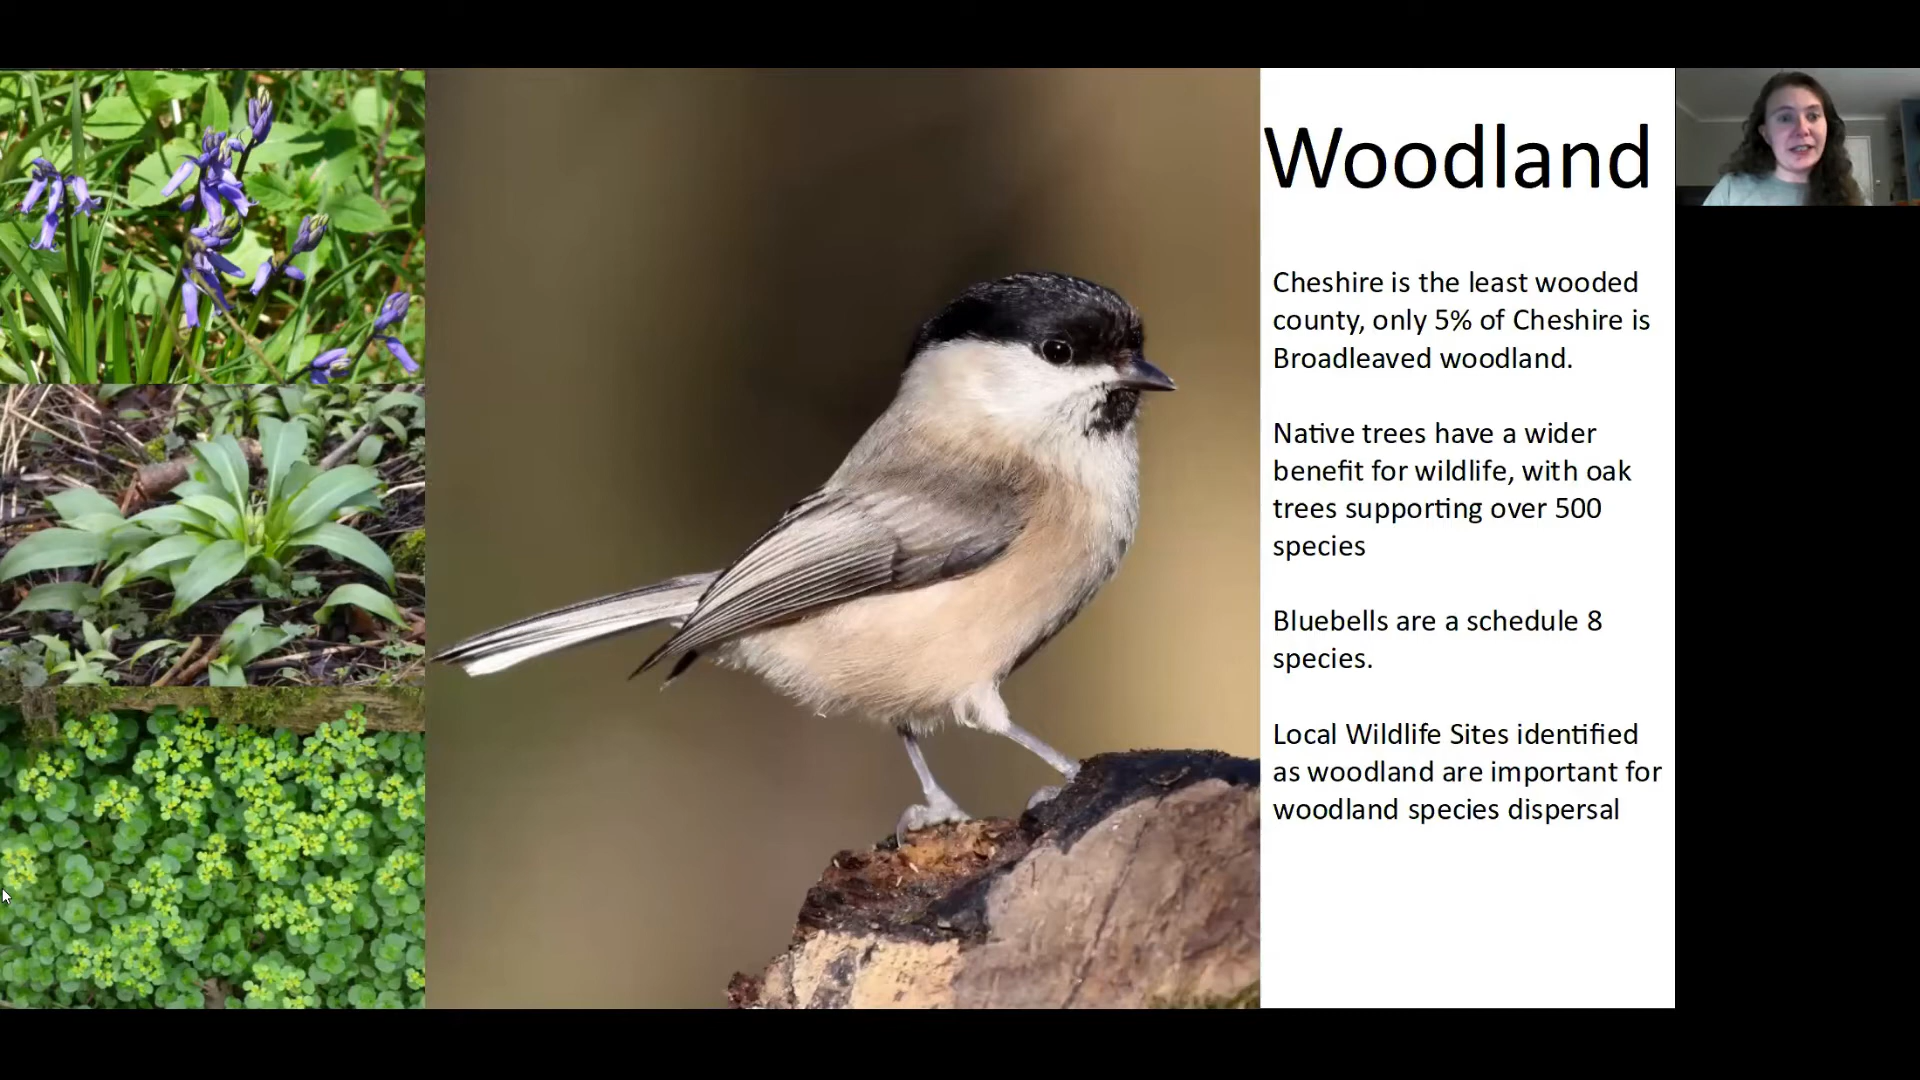 Woodland
Cheshire is the least wooded
county, only 5% of Cheshire is
Broadleaved woodland.
Native trees have a wider
benefit for wildlife, with oak
trees supporting over 500
species
Bluebells are a schedule 8
species.
Local Wildlife Sites identified
as woodland are important for
woodland species dispersal